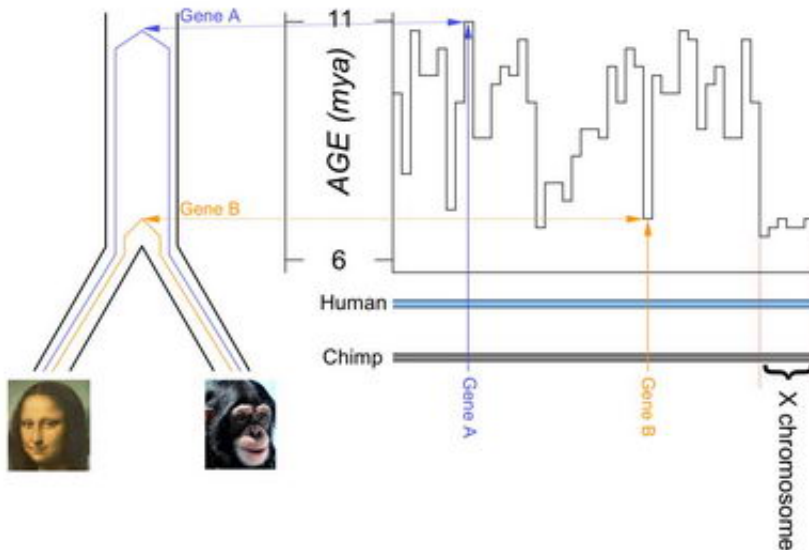 Gene A
11
AGE (mya)
Gene B
6
Human
Chimp
Gene A
Gene B
X chromosome